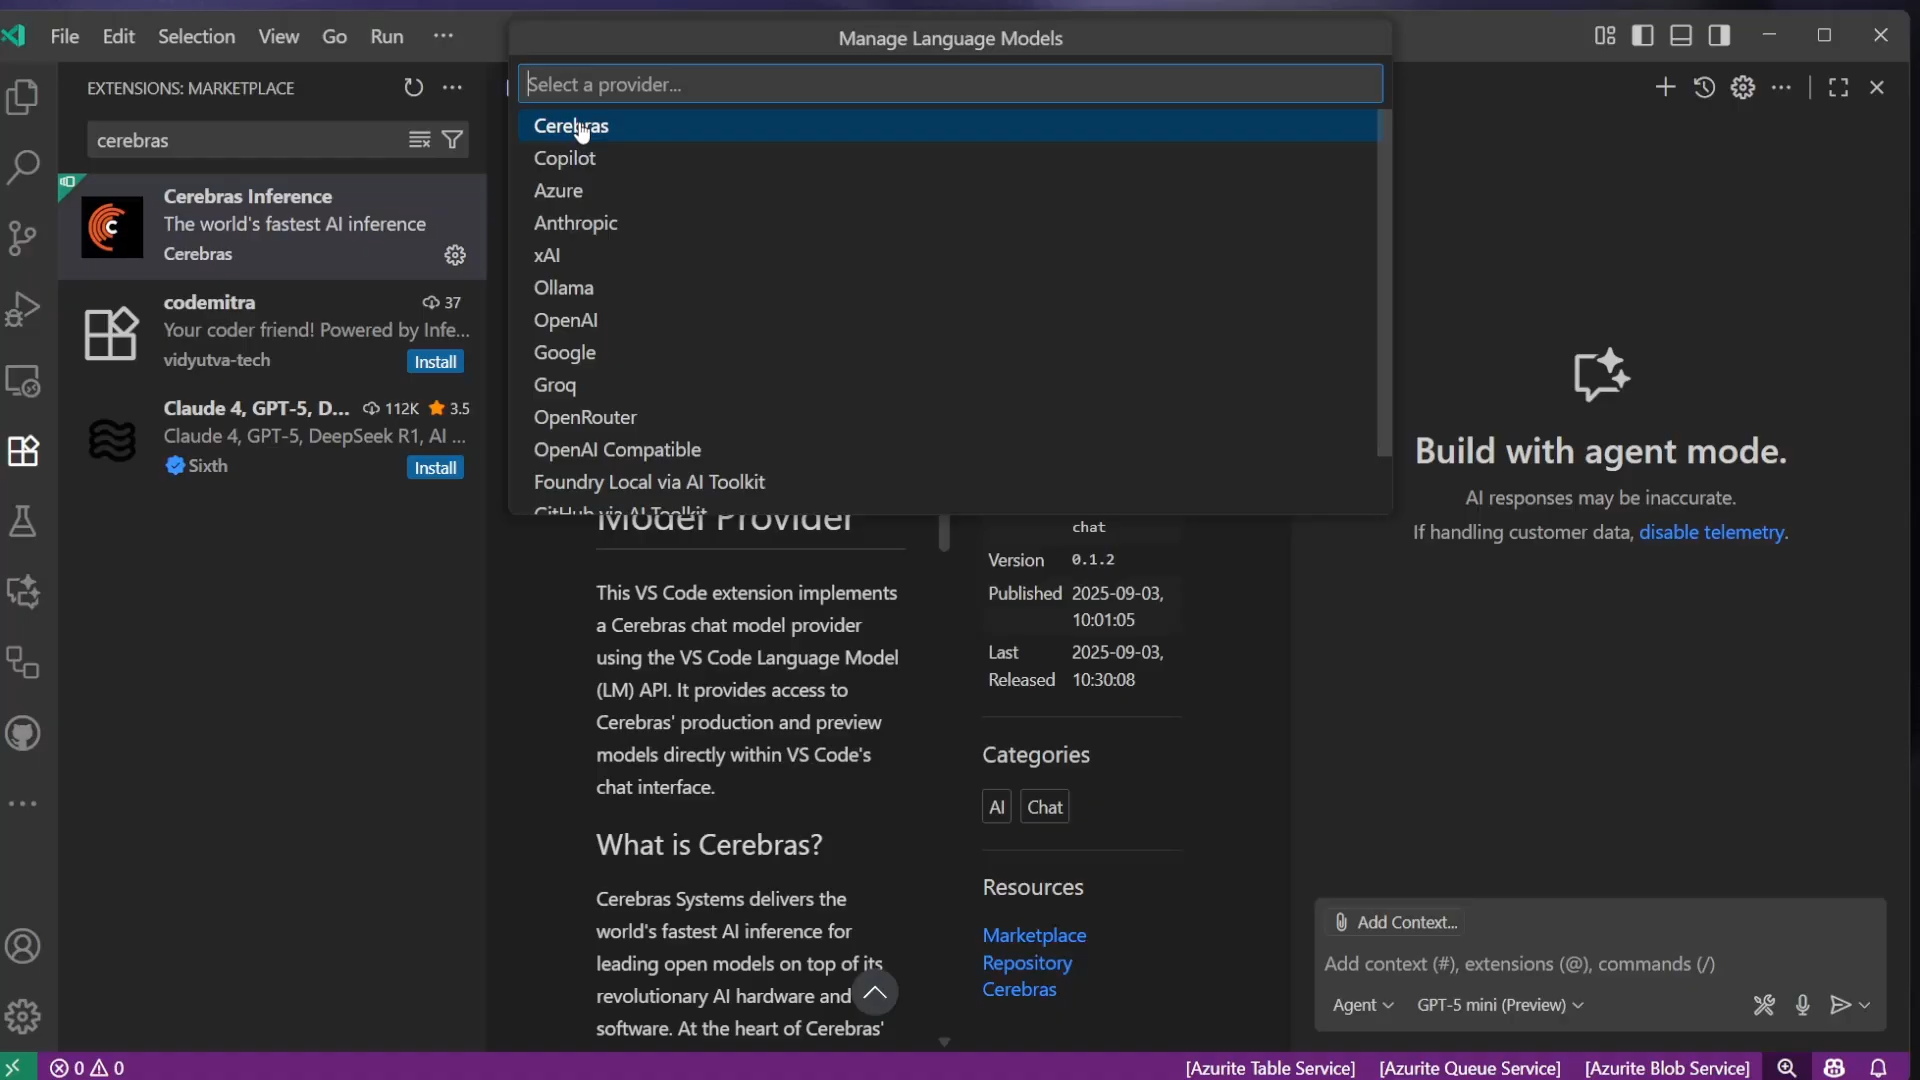 File Edit Selection View Go Run ···
Manage Language Models
EXTENSIONS: MARKETPLACE
cerebras
Cerebras Inference
The world's fastest AI inference
Cerebras
codemitra 37
Your coder friend! Powered by Infe...
vidyutva-tech Install
Claude 4, GPT-5, D... 112K 3.5
Claude 4, GPT-5, DeepSeek R1, AI ...
Sixth Install
Select a provider...
Cerebras
Copilot
Azure
Anthropic
xAI
Ollama
OpenAI
Google
Groq
OpenRouter
OpenAI Compatible
Foundry Local via AI Toolkit
GitHub via AI Toolkit
Model Provider
This VS Code extension implements
a Cerebras chat model provider
using the VS Code Language Model
(LM) API. It provides access to
Cerebras' production and preview
models directly within VS Code's
chat interface.
What is Cerebras?
Cerebras Systems delivers the
world's fastest AI inference for
leading open models on top of its
revolutionary AI hardware and
software. At the heart of Cerebras'
chat
Version 0.1.2
Published 2025-09-03,
10:01:05
Last 2025-09-03,
Released 10:30:08
Categories
AI Chat
Resources
Marketplace
Repository
Cerebras
Build with agent mode.
AI responses may be inaccurate.
If handling customer data, disable telemetry.
Add Context...
Add context (#), extensions (@), commands (/)
Agent GPT-5 mini (Preview)
0 0
[Azurite Table Service] [Azurite Queue Service] [Azurite Blob Service]